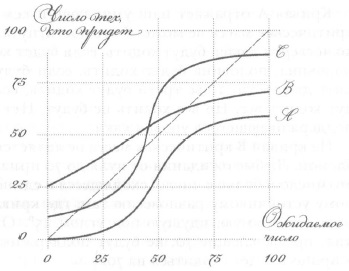 Число тех,
кто придет
100
C
75
B
A
50
25
0
Ожидаемое
число
0
25
50
75
100